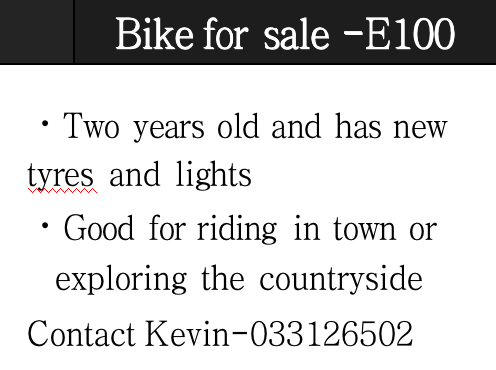 Bike for sale -E100
• Two years old and has new
tyres and lights
• Good for riding in town or
exploring the countryside
Contact Kevin-033126502